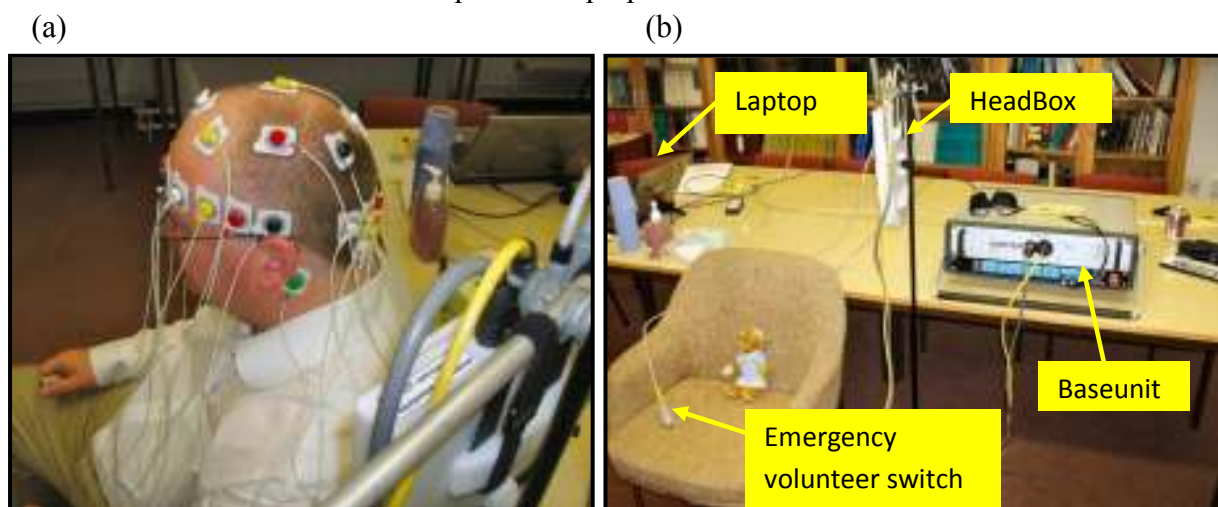 (a)
(b)
Laptop
HeadBox
Baseunit
Emergency
volunteer switch